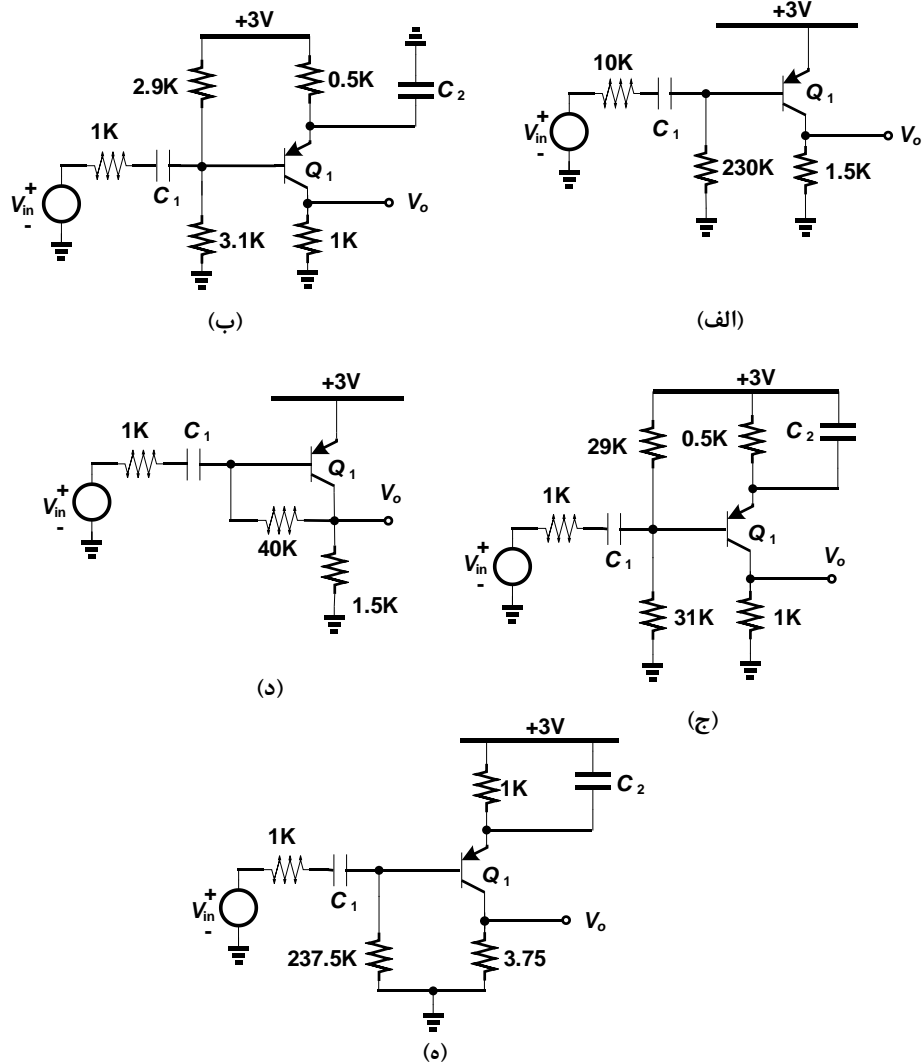 +3V
2.9K
0.5K
C2
1K
C1
Q1
Vin
+
-
Vo
3.1K
1K
(ب)
+3V
10K
C1
Q1
Vin
+
-
Vo
230K
1.5K
(الف)
+3V
1K
C1
Q1
Vin
+
-
Vo
40K
1.5K
(د)
+3V
29K
0.5K
C2
1K
C1
Q1
Vin
+
-
Vo
31K
1K
(ج)
+3V
1K
C2
1K
C1
Q1
Vin
+
-
Vo
237.5K
3.75
(ه)